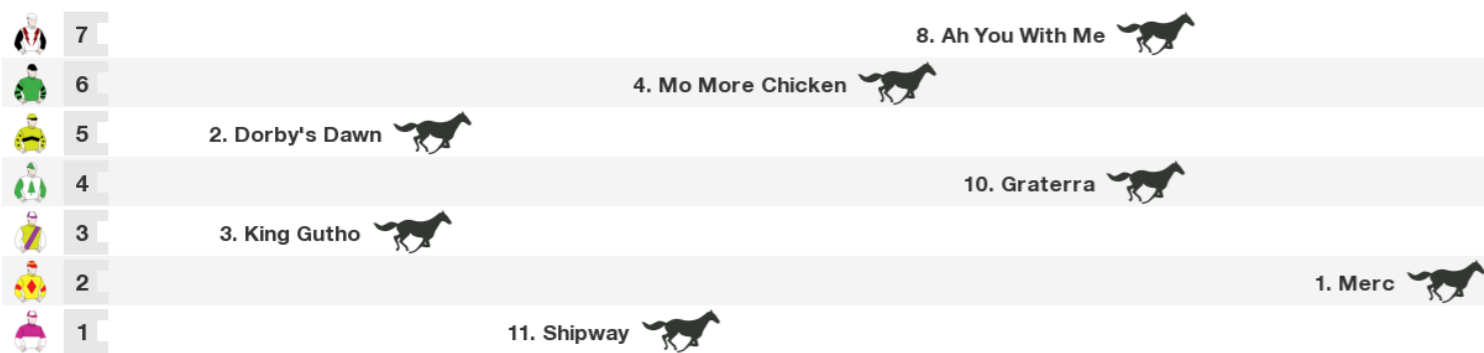 7 8. Ah You With Me
6 4. Mo More Chicken
5 2. Dorby's Dawn
4 10. Graterra
3 3. King Gutho
2 1. Merc
1 11. Shipway